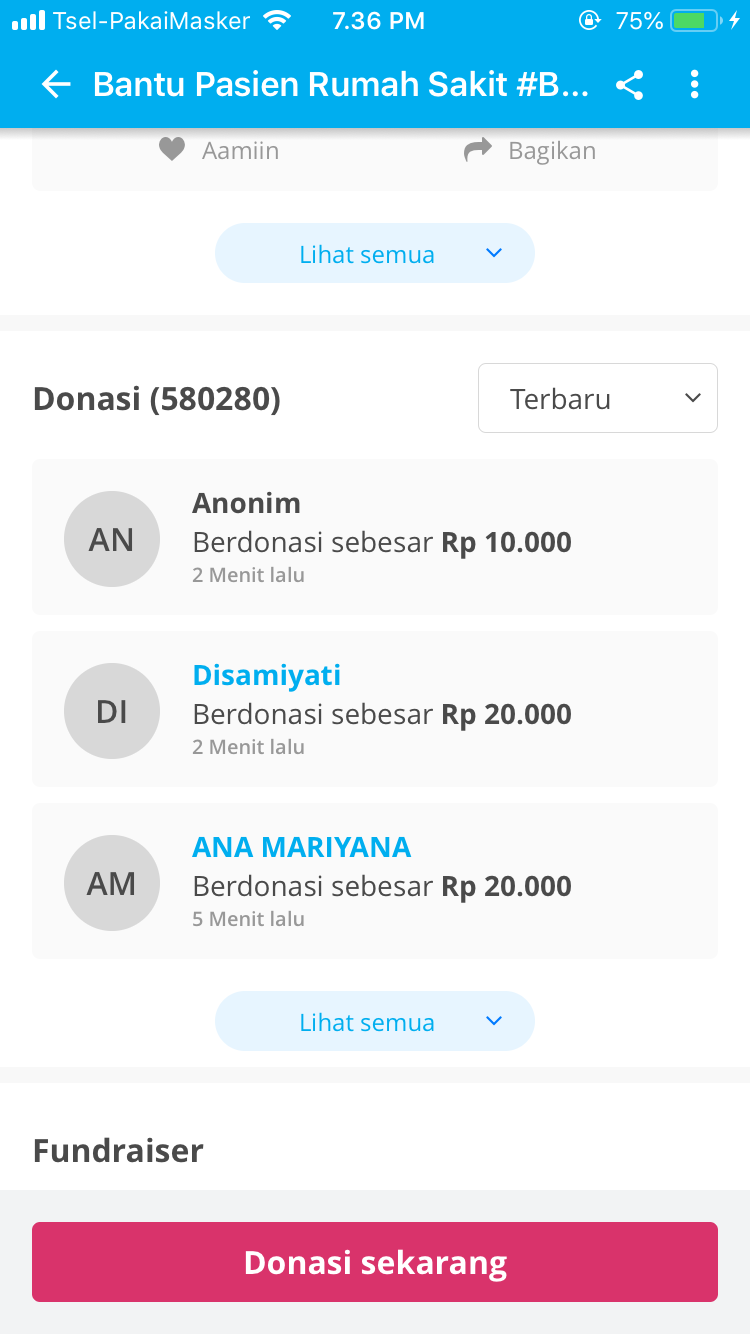 Tsel-PakaiMasker 7.36 PM 75%
Bantu Pasien Rumah Sakit #B...
Aamiin Bagikan
Lihat semua
Donasi (580280) Terbaru
AN
Anonim
Berdonasi sebesar Rp 10.000
2 Menit lalu
DI
Disamiyati
Berdonasi sebesar Rp 20.000
2 Menit lalu
AM
ANA MARIYANA
Berdonasi sebesar Rp 20.000
5 Menit lalu
Lihat semua
Fundraiser
Donasi sekarang